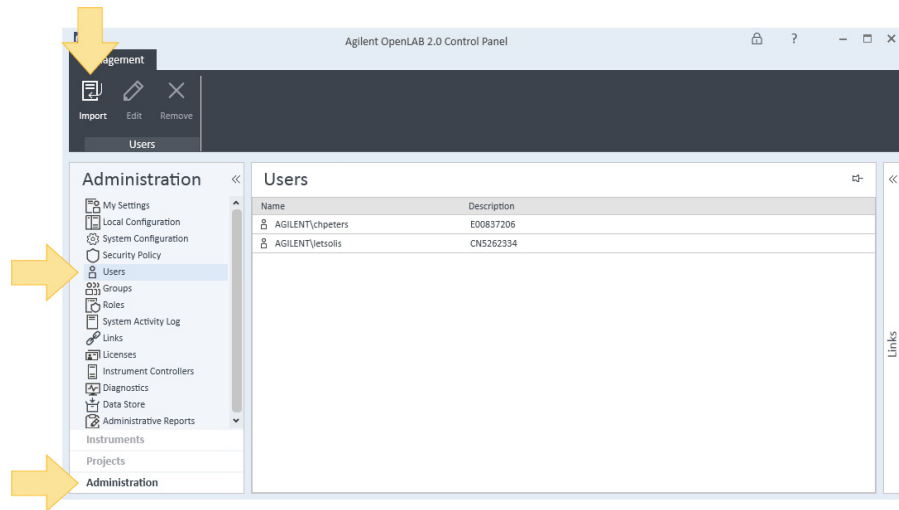 Agilent OpenLAB 2.0 Control Panel
?
agement
Import Edit Remove
Users
Administration
My Settings
Local Configuration
System Configuration
Security Policy
Users
Groups
Roles
System Activity Log
Links
Licenses
Instrument Controllers
Diagnostics
Data Store
Administrative Reports
Instruments
Projects
Administration
Users
Name Description
AGILENT\chpeters E00837206
AGILENT\letsolis CN5262334
Links